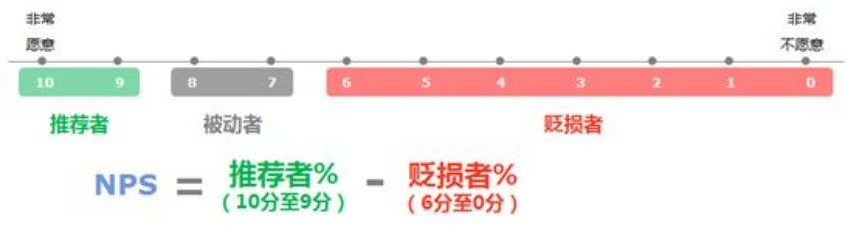 非常 非常
愿意 不愿意
10 9 8 7 6 5 4 3 2 1 0
推荐者 被动者 贬损者
NPS = 推荐者% - 贬损者%
(10分至9分) (6分至0分)